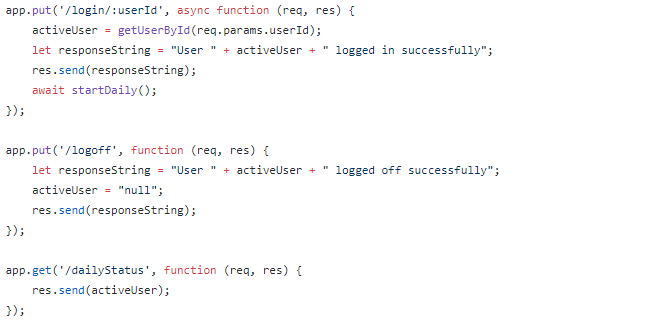 app.put('/login/:userId', async function (req, res) {
    activeUser = getUserById(req.params.userId);
    let responseString = "User " + activeUser + " logged in successfully";
    res.send(responseString);
    await startDaily();
});

app.put('/logoff', function (req, res) {
    let responseString = "User " + activeUser + " logged off successfully";
    activeUser = "null";
    res.send(responseString);
});

app.get('/dailyStatus', function (req, res) {
    res.send(activeUser);
});